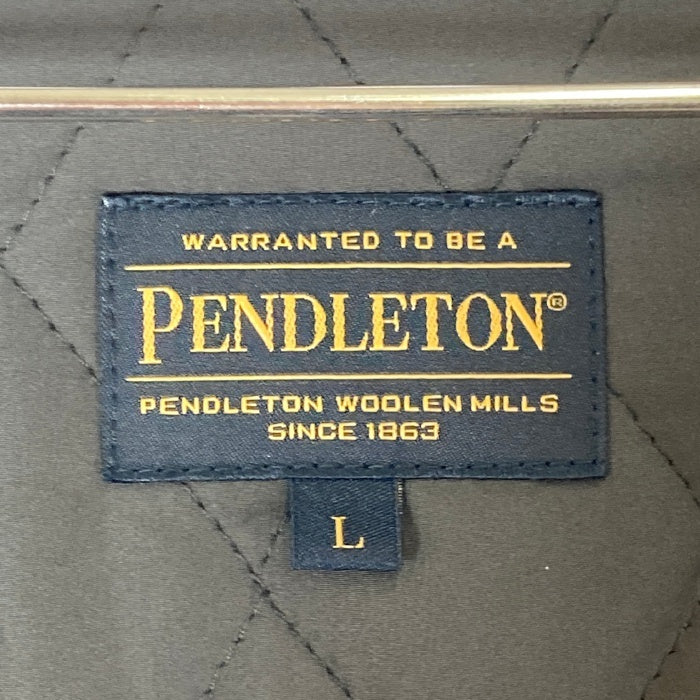 WARRANTED TO BE A
PENDLETON®
PENDLETON WOOLEN MILLS
SINCE 1863
L